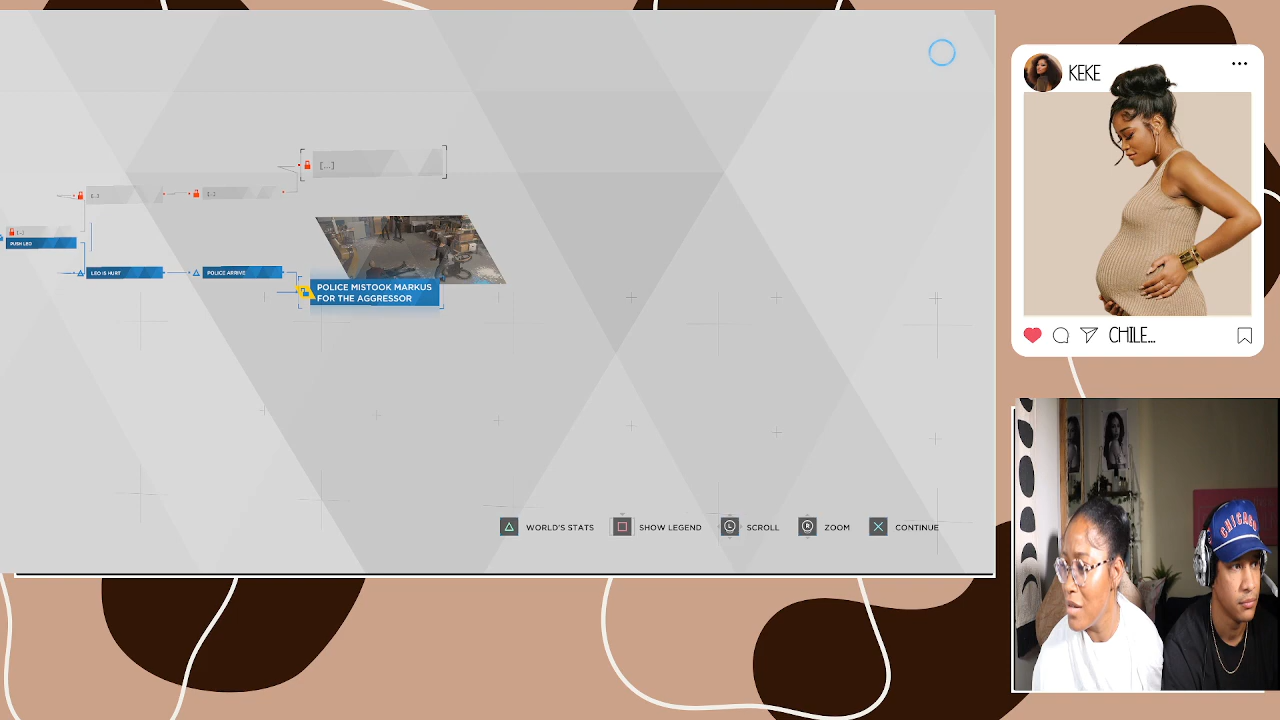 KEKE
[...]
[...]
[...]
[...]
PUSH LEO
LEO IS HURT
POLICE ARRIVE
POLICE MISTOOK MARKUS
FOR THE AGGRESSOR
CHILE...
WORLD'S STATS
SHOW LEGEND
L
SCROLL
R
ZOOM
CONTINUE
CHICAGO